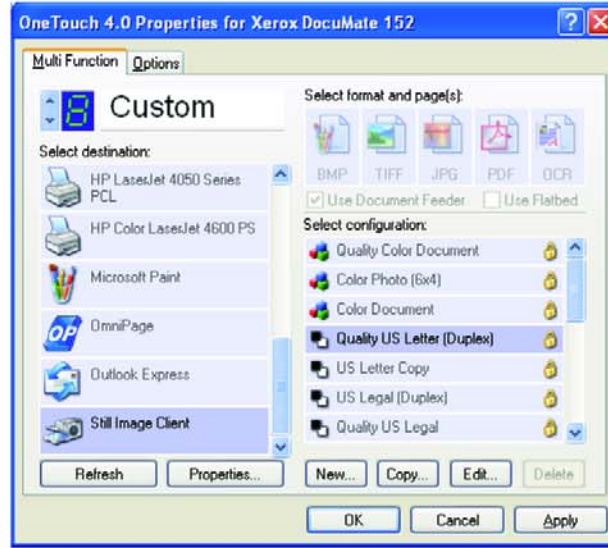 OneTouch 4.0 Properties for Xerox DocuMate 152
Multi Function
Options
8
Custom
Select destination:
HP LaserJet 4050 Series
PCL
HP Color LaserJet 4600 PS
Microsoft Paint
OP
OmniPage
Outlook Express
Still Image Client
Refresh
Properties...
Select format and page(s):
BMP
TIFF
JPG
PDF
OCR
Use Document Feeder
Use Flatbed
Select configuration:
Quality Color Document
Color Photo (6x4)
Color Document
Quality US Letter (Duplex)
US Letter Copy
US Legal (Duplex)
Quality US Legal
New...
Copy...
Edit...
Delete
OK
Cancel
Apply